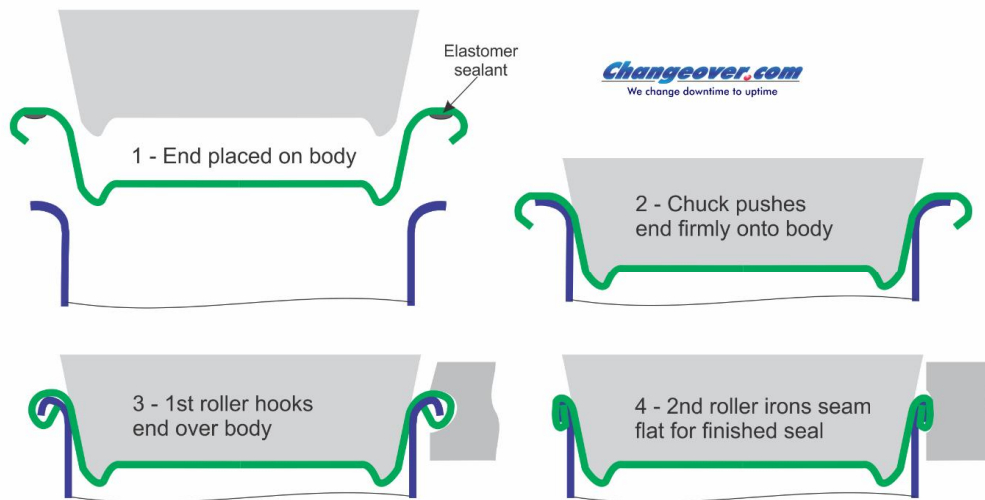 Elastomer
sealant
Changeover.com
We change downtime to uptime
1 - End placed on body
2 - Chuck pushes
end firmly onto body
3 - 1st roller hooks
end over body
4 - 2nd roller irons seam
flat for finished seal